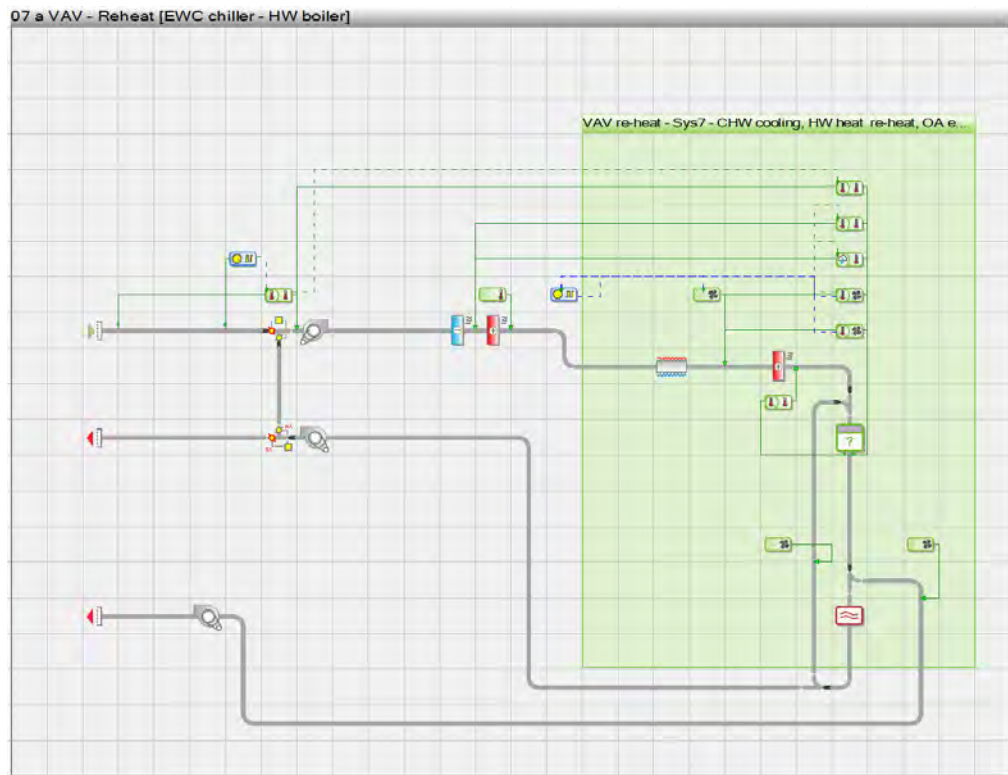 07 a VAV - Reheat [EWC chiller - HW boiler]
VAV re-heat - Sys7 - CHW cooling, HW heat re-heat, OA e...
?